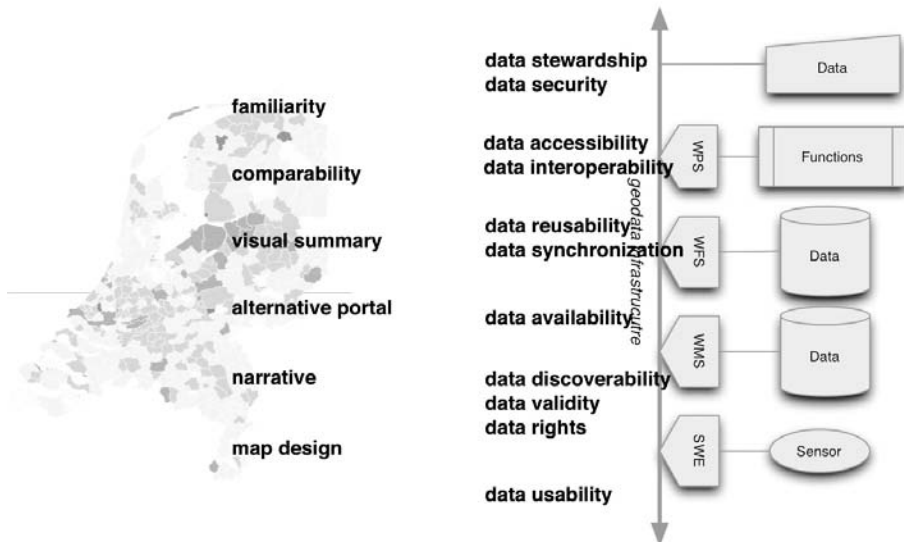 familiarity
comparability
visual summary
alternative portal
narrative
map design
data stewardship
data security
data accessibility
data interoperability
data reusability
data synchronization
data availability
data discoverability
data validity
data rights
data usability
geodata infrastrucutre
WPS
WFS
WMS
SWE
Data
Functions
Data
Data
Sensor